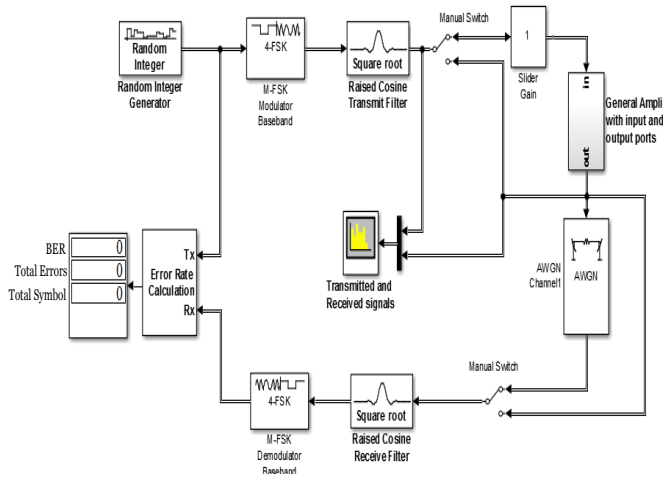 Random
Integer
Random Integer
Generator
4-FSK
M-FSK
Modulator
Baseband
Square root
Raised Cosine
Transmit Filter
Manual Switch
1
Slider
Gain
in
out
General Ampli
with input and
output ports
BER
0
Total Errors
0
Total Symbol
0
Tx
Error Rate
Calculation
Rx
Transmitted and
Received signals
AWGN
Channel1
AWGN
4-FSK
M-FSK
Demodulator
Baseband
Square root
Raised Cosine
Receive Filter
Manual Switch